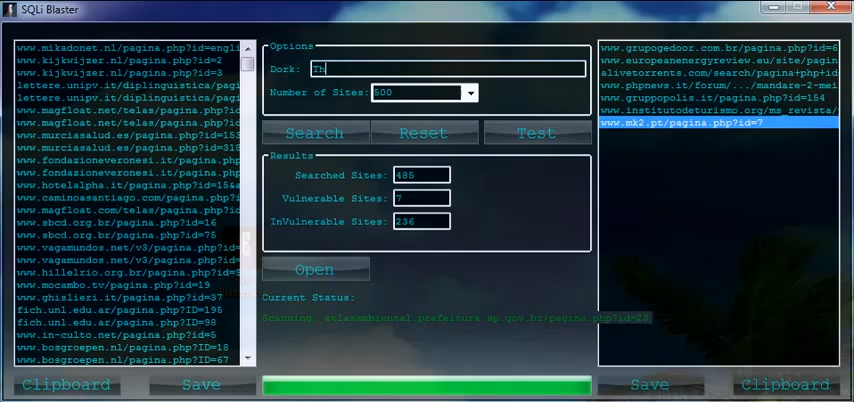 SQLi Blaster
www.mikadonet.nl/pagina.php?id=engli
www.kijkwijzer.nl/pagina.php?id=2
www.kijkwijzer.nl/pagina.php?id=3
lettere.unipv.it/diplinguistica/pagi
lettere.unipv.it/diplinguistica/pagi
www.magfloat.net/telas/pagina.php?id
www.murciasalud.es/pagina.php?id=153
www.murciasalud.es/pagina.php?id=318
www.fondazioneveronesi.it/pagina.php
www.fondazioneveronesi.it/pagina.php
www.hotelalpha.it/pagina.php?id=15&a
www.caminoasantiago.com/pagina.php?i
www.magfloat.com/telas/pagina.php?id
www.sbcd.org.br/pagina.php?id=16
www.sbcd.org.br/pagina.php?id=75
www.vagamundos.net/v3/pagina.php?id=
www.vagamundos.net/v3/pagina.php?id=
www.hillelrio.org.br/pagina.php?id=5
www.mocambo.tv/pagina.php?id=19
www.ghislieri.it/pagina.php?id=37
fich.unl.edu.ar/pagina.php?ID=195
fich.unl.edu.ar/pagina.php?ID=98
www.in-culto.net/pagina.php?id=5
www.bosgroepen.nl/pagina.php?ID=18
www.bosgroepen.nl/pagina.php?ID=67
Clipboard
Save
Options
Dork: Th
Number of Sites: 500
Search
Reset
Test
Results
Searched Sites: 485
Vulnerable Sites: 7
InVulnerable Sites: 236
Open
Current Status:
Scanning: atlasambiental.prefeitura.sp.gov.br/pagina.php?id=23
www.grupogedoor.com.br/pagina.php?id=6
www.europeanenergyreview.eu/site/pagin
alivetorrents.com/search/pagina+php+id
www.phpnews.it/forum/.../mandare-2-mei
www.gruppopolis.it/pagina.php?id=154
www.institutodeturismo.org/ms_revista/
www.mk2.pt/pagina.php?id=7
Save
Clipboard